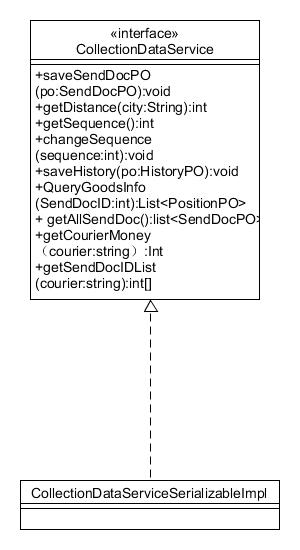 «interface»
CollectionDataService
+saveSendDocPO
(po:SendDocPO):void
+getDistance(city:String):int
+getSequence():int
+changeSequence
(sequence:int):void
+saveHistory(po:HistoryPO):void
+QueryGoodsInfo
(SendDocID:int):List<PositionPO>
+ getAllSendDoc():list<SendDocPO>
+getCourierMoney
（courier:string）:Int
+getSendDocIDList
(courier:string):int[]
CollectionDataServiceSerializableImpl